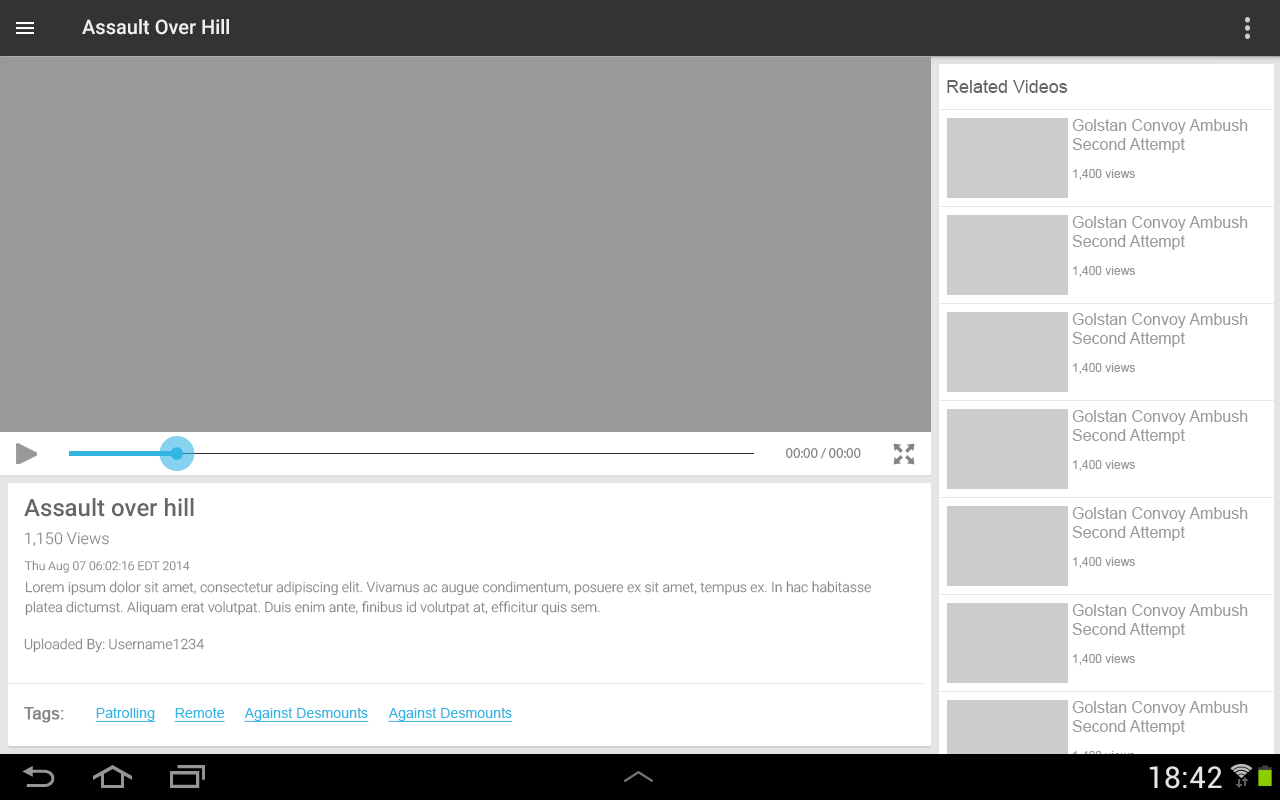 Assault Over Hill
00:00 / 00:00
Assault over hill
1,150 Views
Thu Aug 07 06:02:16 EDT 2014
Lorem ipsum dolor sit amet, consectetur adipiscing elit. Vivamus ac augue condimentum, posuere ex sit amet, tempus ex. In hac habitasse
platea dictumst. Aliquam erat volutpat. Duis enim ante, finibus id volutpat at, efficitur quis sem.
Uploaded By: Username1234
Tags: Patrolling Remote Against Desmounts Against Desmounts
Related Videos
Golstan Convoy Ambush
Second Attempt
1,400 views
Golstan Convoy Ambush
Second Attempt
1,400 views
Golstan Convoy Ambush
Second Attempt
1,400 views
Golstan Convoy Ambush
Second Attempt
1,400 views
Golstan Convoy Ambush
Second Attempt
1,400 views
Golstan Convoy Ambush
Second Attempt
1,400 views
Golstan Convoy Ambush
Second Attempt
18:42